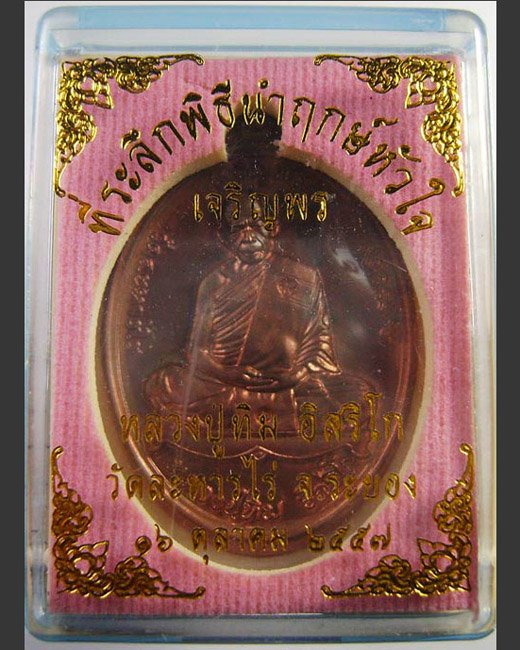 ที่ระลึกพิธีนำฤกษ์หัวใจ
เจริญพร
หลวงปู่ทิม อิสริโก
วัดละหารไร่ จ.ระยอง
๑๖ ตุลาคม ๒๕๕๗